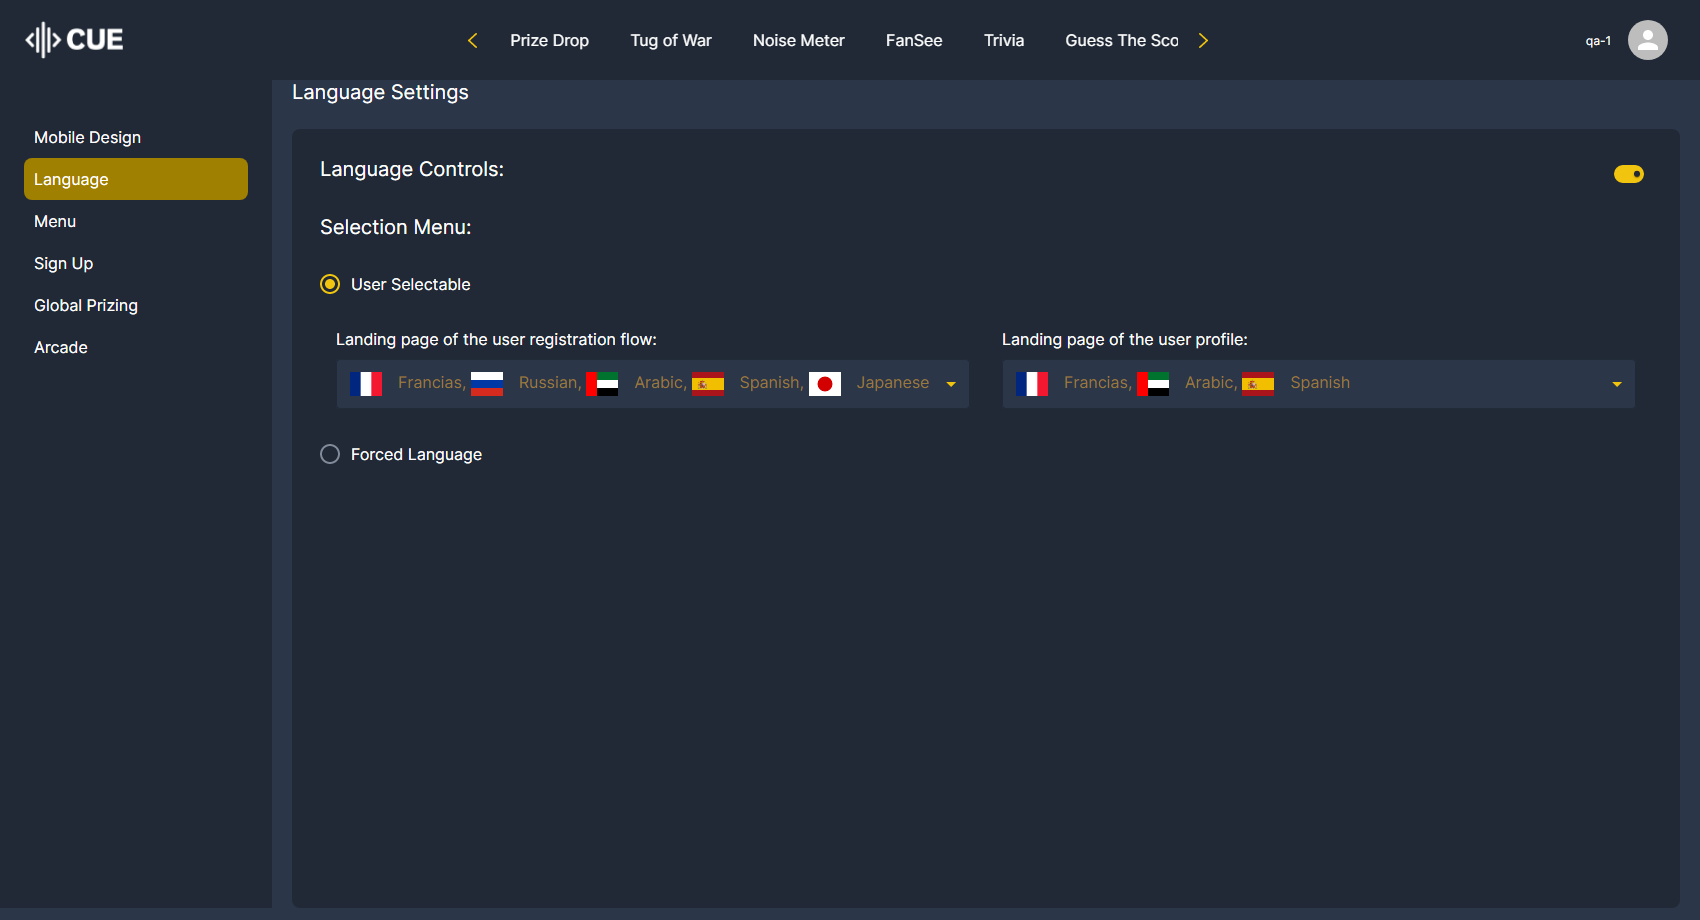 CUE
Prize Drop Tug of War Noise Meter FanSee Trivia Guess The Sco
qa-1
Mobile Design
Language
Menu
Sign Up
Global Prizing
Arcade
Language Settings
Language Controls:
Selection Menu:
User Selectable
Landing page of the user registration flow:
Francias, Russian, Arabic, Spanish, Japanese
Landing page of the user profile:
Francias, Arabic, Spanish
Forced Language